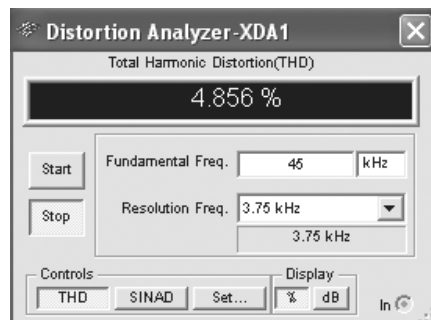 Distortion Analyzer-XDA1
Total Harmonic Distortion(THD)
4.856 %
Start
Stop
Fundamental Freq. 45 kHz
Resolution Freq. 3.75 kHz
3.75 kHz
Controls
Display
THD SINAD Set... % dB In